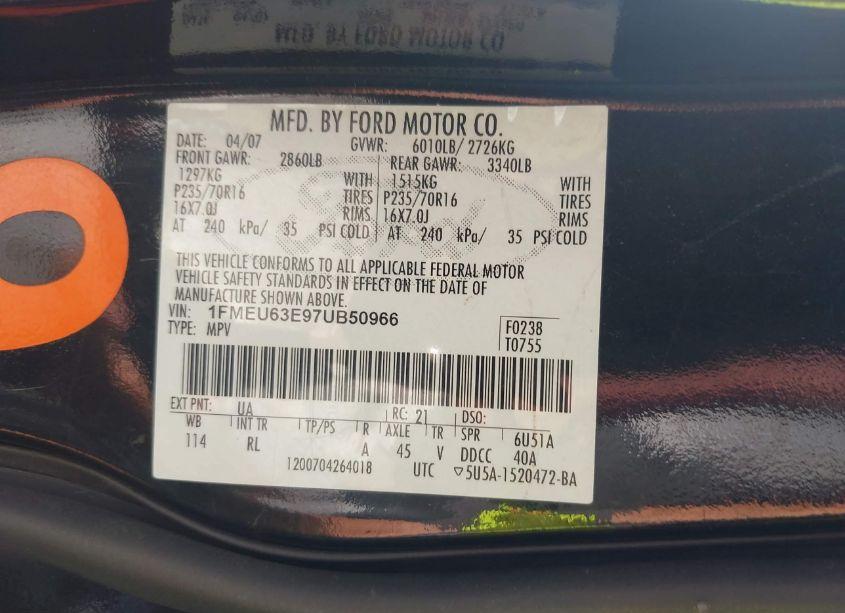 MFD. BY FORD MOTOR CO
MFD. BY FORD MOTOR CO.
DATE: 04/07 GVWR: 6010LB/ 2726KG
FRONT GAWR: 2860LB REAR GAWR: 3340LB
1297KG WITH 1515KG WITH
P235/70R16 TIRES P235/70R16 TIRES
16X7.0J RIMS 16X7.0J RIMS
AT 240 kPa/ 35 PSI COLD AT 240 kPa/ 35 PSI COLD
THIS VEHICLE CONFORMS TO ALL APPLICABLE FEDERAL MOTOR
VEHICLE SAFETY STANDARDS IN EFFECT ON THE DATE OF
MANUFACTURE SHOWN ABOVE.
VIN: 1FMEU63E97UB50966
TYPE: MPV F0238
T0755
EXT PNT: UA RC: 21 DSO:
WB INT TR TP/PS R AXLE TR SPR 6U51A
114 RL A 45 V DDCC 40A
1200704264018 UTC ▽5U5A-1520472-BA